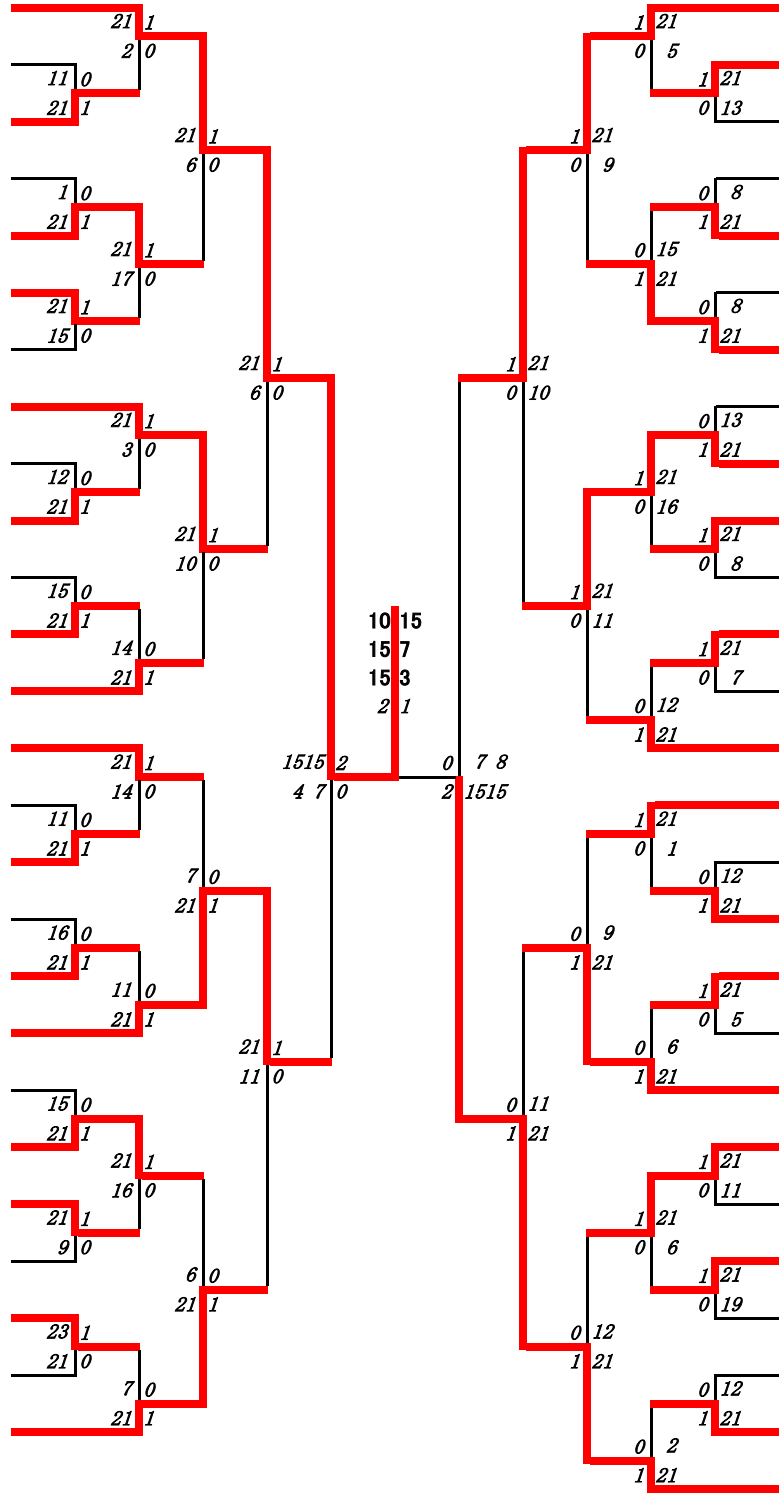 21 1 1 21
2 0 0 5
11 0 1 21
21 1 0 13
21 1 1 21
6 0 0 9
1 0 0 8
21 1 1 21
21 1 0 15
17 0 1 21
21 1 0 8
15 0 1 21
21 1 1 21
6 0 0 10
21 1 0 13
3 0 1 21
12 0 1 21
21 1 0 16
1 21
0 8
21 1
10 0
15 0 1 21
21 1 0 11
10 15
15 7
15 3
2 1
14 0 1 21
21 1 0 7
0 12
1 21
21 1 1515 2 0 7 8
14 0 4 7 0 2 1515
11 0 1 21
21 1 0 1
7 0 0 12
21 1 1 21
16 0 0 9
21 1 1 21
11 0 1 21
21 1 0 5
21 1 0 6
11 0 1 21
15 0 0 11
21 1 1 21
21 1 1 21
16 0 0 11
21 1 1 21
9 0 0 6
6 0 1 21
21 1 0 19
23 1 0 12
21 0 1 21
7 0 0 12
21 1 1 21
0 2
1 21